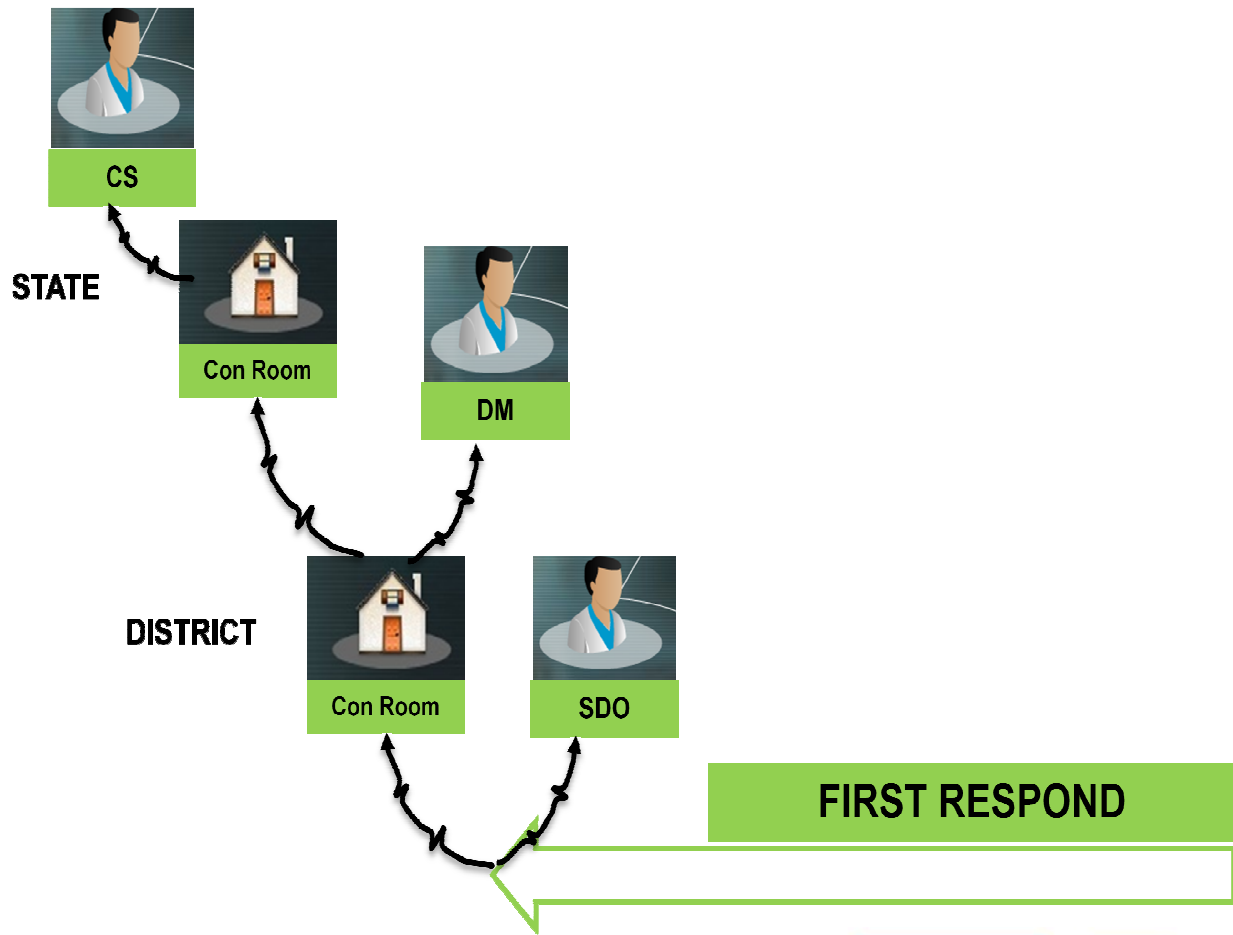 CS
STATE
Con Room
DM
DISTRICT
Con Room
SDO
FIRST RESPOND